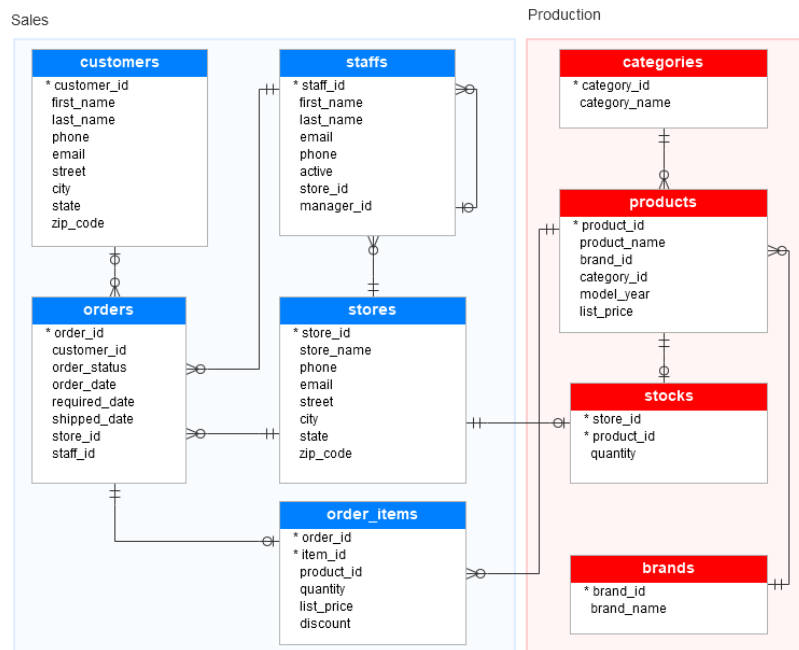 Sales
Production
customers
* customer_id
first_name
last_name
phone
email
street
city
state
zip_code
staffs
* staff_id
first_name
last_name
email
phone
active
store_id
manager_id
categories
* category_id
category_name
products
* product_id
product_name
brand_id
category_id
model_year
list_price
orders
* order_id
customer_id
order_status
order_date
required_date
shipped_date
store_id
staff_id
stores
* store_id
store_name
phone
email
street
city
state
zip_code
stocks
* store_id
* product_id
quantity
order_items
* order_id
* item_id
product_id
quantity
list_price
discount
brands
* brand_id
brand_name